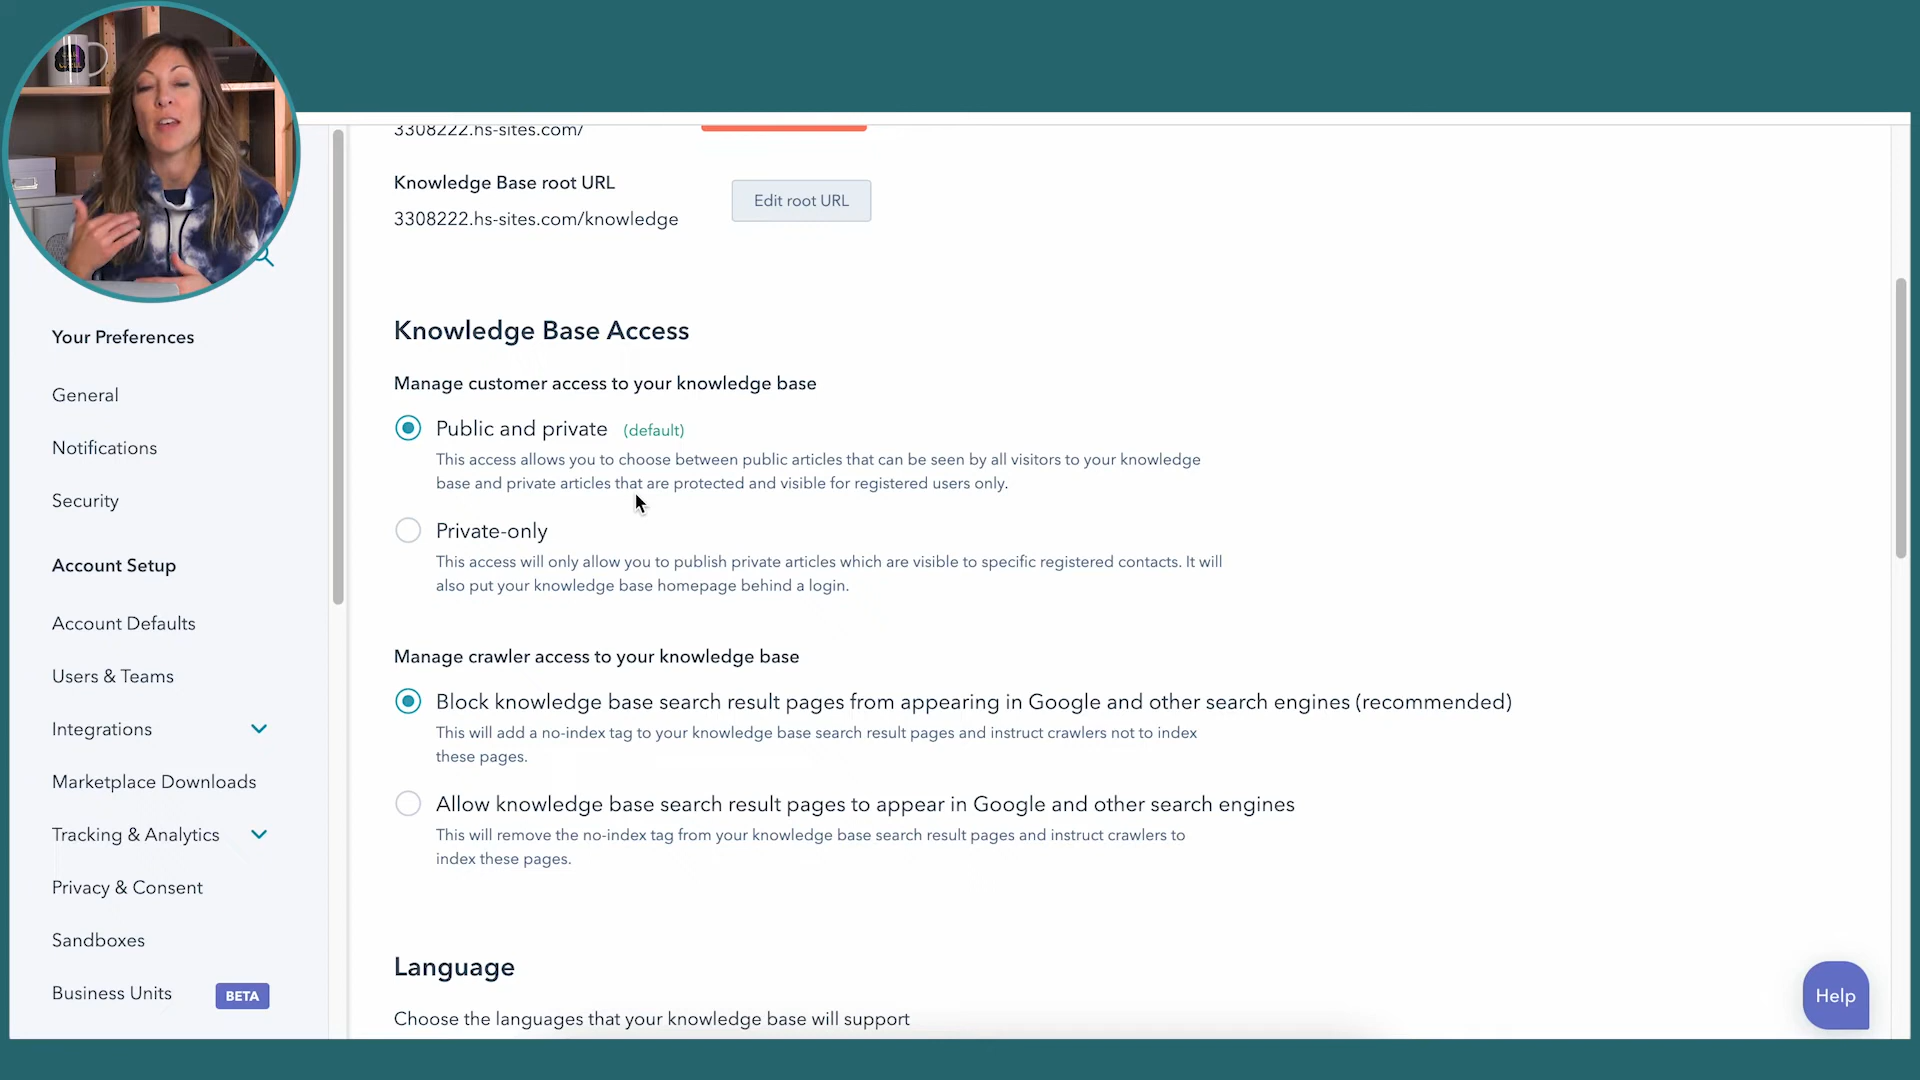 3308222.hs-sites.com/
Knowledge Base root URL
3308222.hs-sites.com/knowledge
Edit root URL
Your Preferences
General
Notifications
Security
Account Setup
Account Defaults
Users & Teams
Integrations
Marketplace Downloads
Tracking & Analytics
Privacy & Consent
Sandboxes
Business Units
BETA
Knowledge Base Access
Manage customer access to your knowledge base
Public and private (default)
This access allows you to choose between public articles that can be seen by all visitors to your knowledge
base and private articles that are protected and visible for registered users only.
Private-only
This access will only allow you to publish private articles which are visible to specific registered contacts. It will
also put your knowledge base homepage behind a login.
Manage crawler access to your knowledge base
Block knowledge base search result pages from appearing in Google and other search engines (recommended)
This will add a no-index tag to your knowledge base search result pages and instruct crawlers not to index
these pages.
Allow knowledge base search result pages to appear in Google and other search engines
This will remove the no-index tag from your knowledge base search result pages and instruct crawlers to
index these pages.
Language
Choose the languages that your knowledge base will support
Help